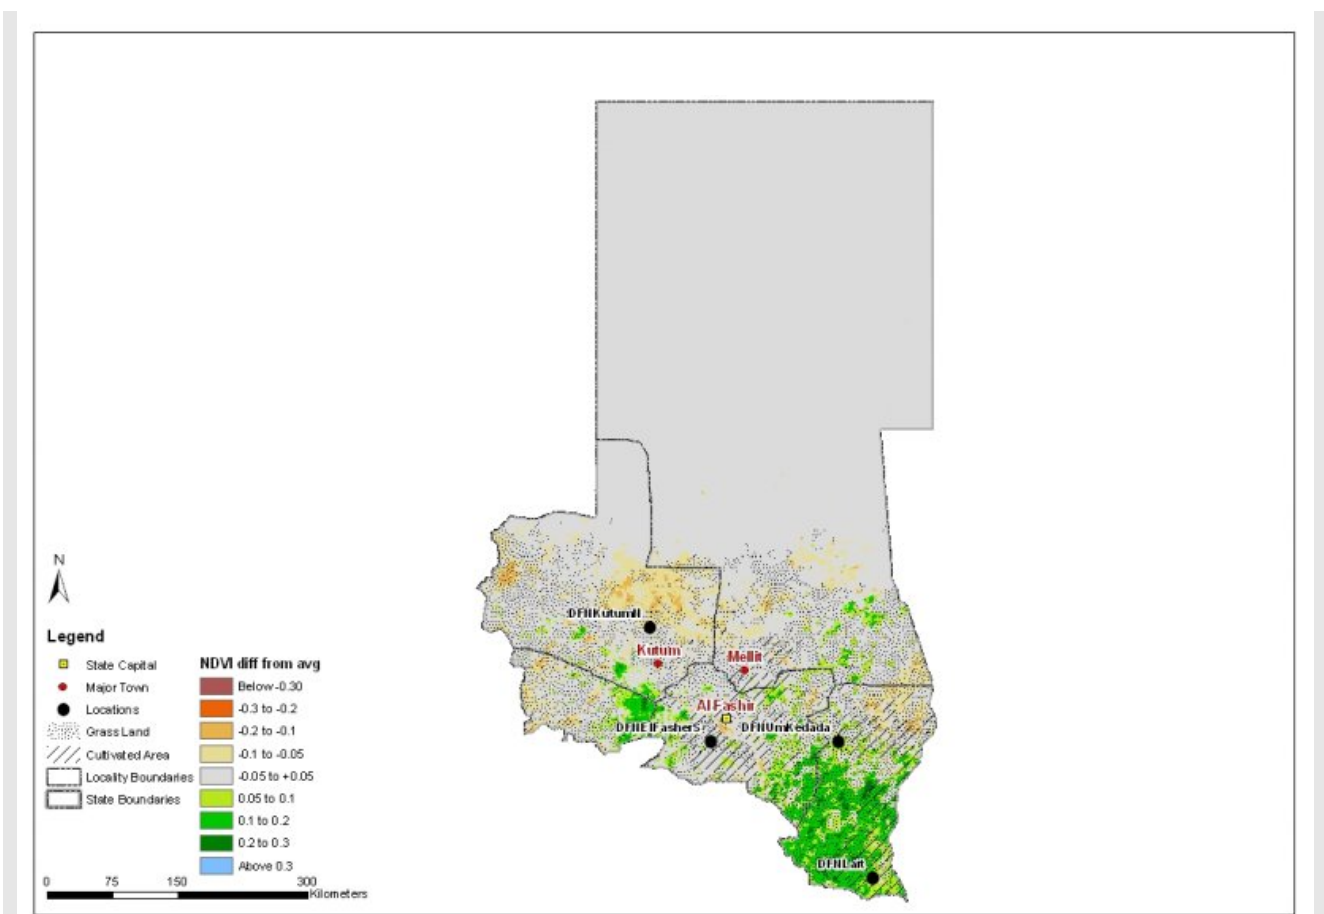 DFNKutumII
Kutum
Mellit
Al Fashir
DFNElFasherS
DFNUmKedada
DFNLait
N
Legend
State Capital
Major Town
Locations
Grass Land
Cultivated Area
Locality Boundaries
State Boundaries
NDVI diff from avg
Below -0.30
-0.3 to -0.2
-0.2 to -0.1
-0.1 to -0.05
-0.05 to +0.05
0.05 to 0.1
0.1 to 0.2
0.2 to 0.3
Above 0.3
0 75 150 300
Kilometers